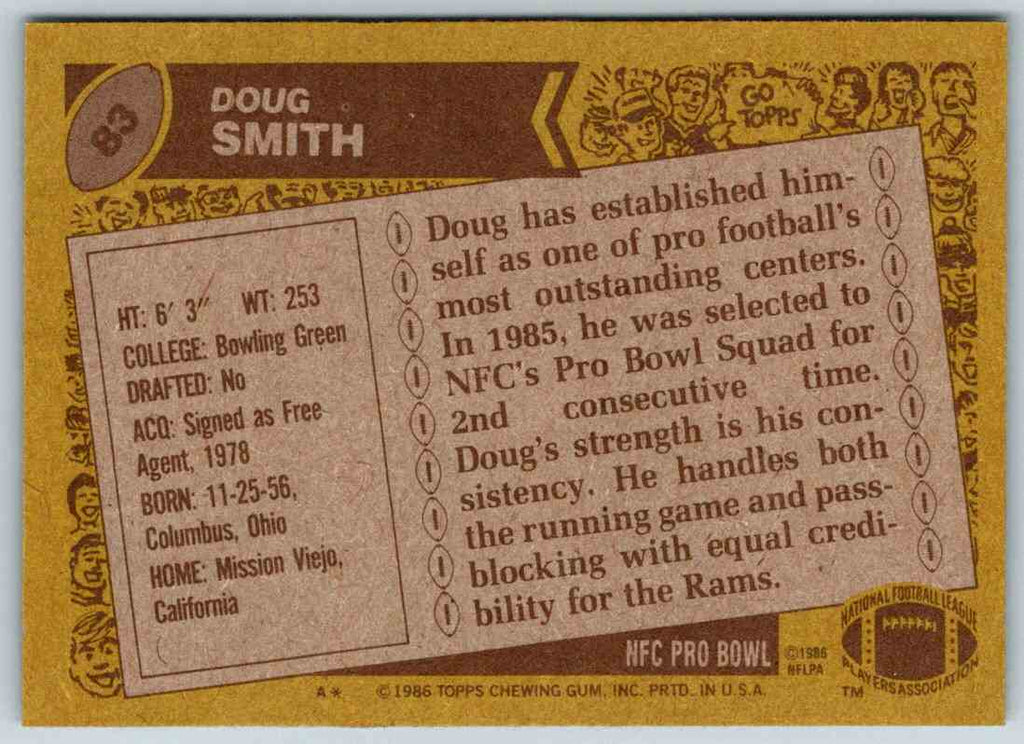 83
DOUG
SMITH
GO
TOPPS
HT: 6' 3" WT: 253
COLLEGE: Bowling Green
DRAFTED: No
ACQ: Signed as Free
Agent, 1978
BORN: 11-25-56,
Columbus, Ohio
HOME: Mission Viejo,
California
Doug has established him-
self as one of pro football's
most outstanding centers.
In 1985, he was selected to
NFC's Pro Bowl Squad for
2nd consecutive time.
Doug's strength is his con-
sistency. He handles both
the running game and pass-
blocking with equal credi-
bility for the Rams.
NFC PRO BOWL
©1986
NFLPA
NATIONAL FOOTBALL LEAGUE
PLAYERS ASSOCIATION
TM
A* ©1986 TOPPS CHEWING GUM, INC. PRTD. IN U.S.A.